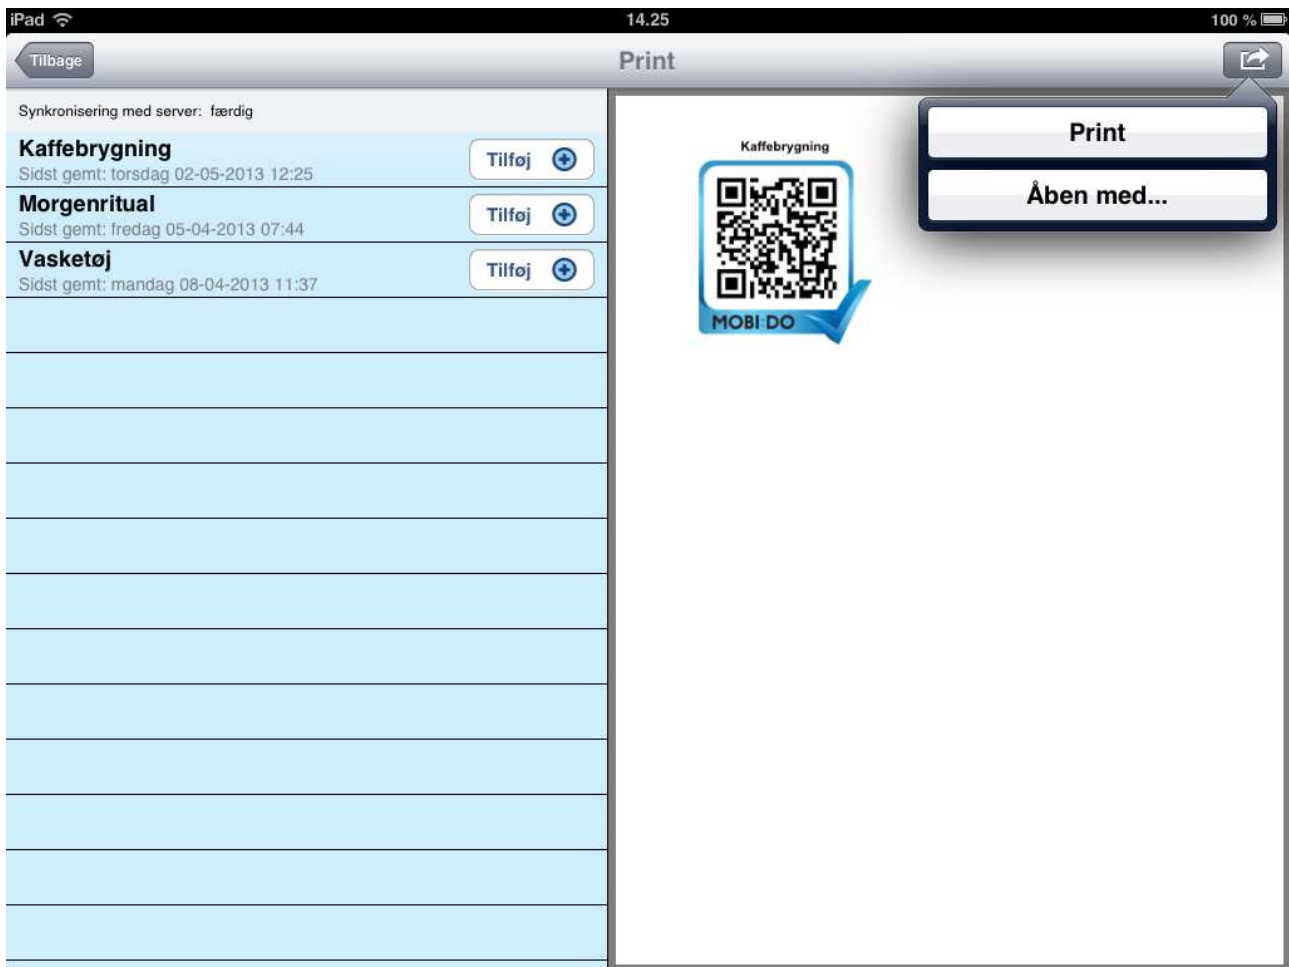 iPad 14.25 100 %
Tilbage Print
Synkronisering med server: færdig
Kaffebrygning
Sidst gemt: torsdag 02-05-2013 12:25
Tilføj
Morgenritual
Sidst gemt: fredag 05-04-2013 07:44
Tilføj
Vasketøj
Sidst gemt: mandag 08-04-2013 11:37
Tilføj
Kaffebrygning
MOBI DO
Print
Åben med...